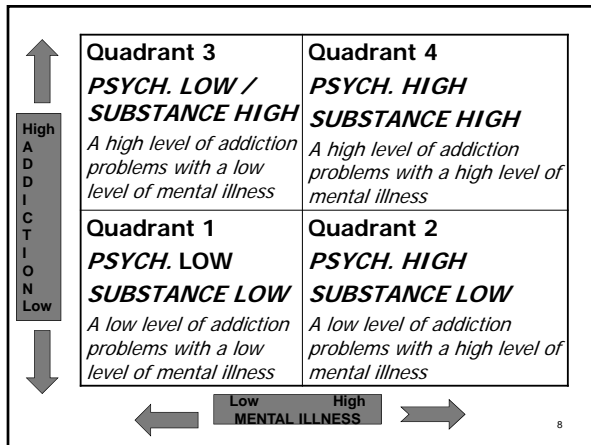 Quadrant 3
PSYCH. LOW /
SUBSTANCE HIGH
A high level of addiction
problems with a low
level of mental illness
Quadrant 4
PSYCH. HIGH
SUBSTANCE HIGH
A high level of addiction
problems with a high level of
mental illness
High
A
D
D
I
C
T
I
O
N
Low
Quadrant 1
PSYCH. LOW
SUBSTANCE LOW
A low level of addiction
problems with a low
level of mental illness
Quadrant 2
PSYCH. HIGH
SUBSTANCE LOW
A low level of addiction
problems with a high level of
mental illness
Low High
MENTAL ILLNESS
8